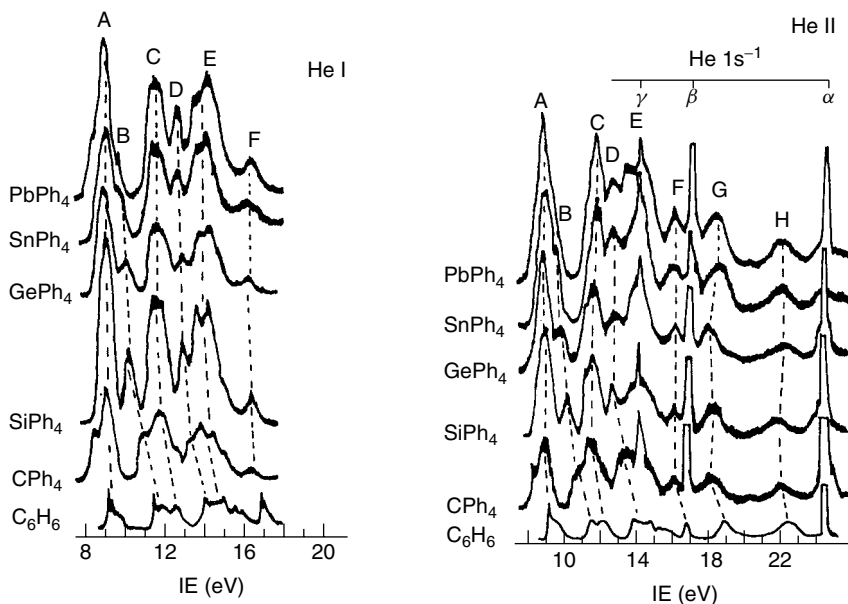 He I
A
B
C
D
E
F
PbPh4
SnPh4
GePh4
SiPh4
CPh4
C6H6
8 12 16 20
IE (eV)
He II
He 1s−1
γ β α
A
B
C
D
E
F
G
H
PbPh4
SnPh4
GePh4
SiPh4
CPh4
C6H6
10 14 18 22
IE (eV)